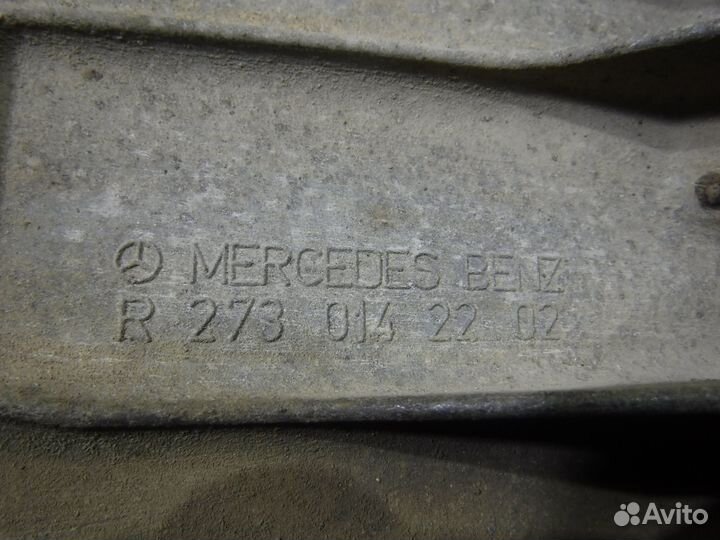 MERCEDES BENZ
R 273 014 22 02
Avito